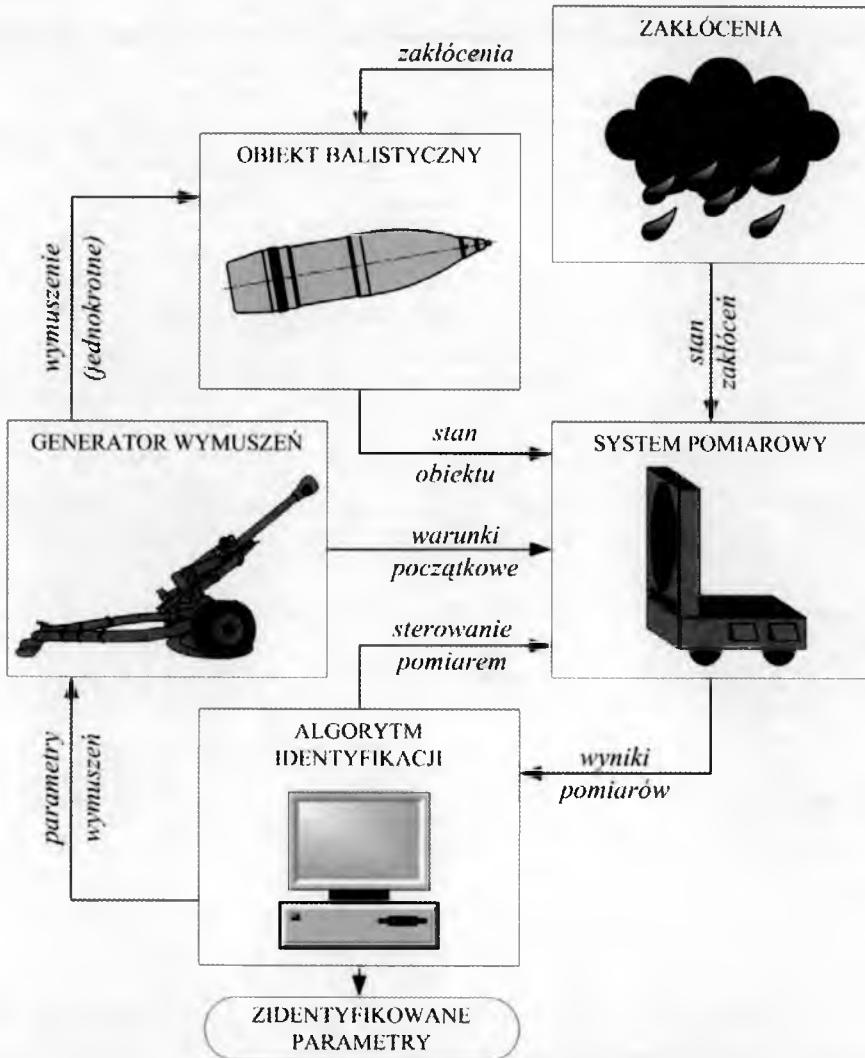 ZAKŁÓCENIA
zakłócenia
OBIEKT BALISTYCZNY
wymuszenie
(jednokrotne)
stan
zakłóceń
GENERATOR WYMUSZEŃ
stan
obiektu
SYSTEM POMIAROWY
warunki
początkowe
sterowanie
pomiarem
parametry
wymuszeń
ALGORYTM
IDENTYFIKACJI
wyniki
pomiarów
ZIDENTYFIKOWANE
PARAMETRY